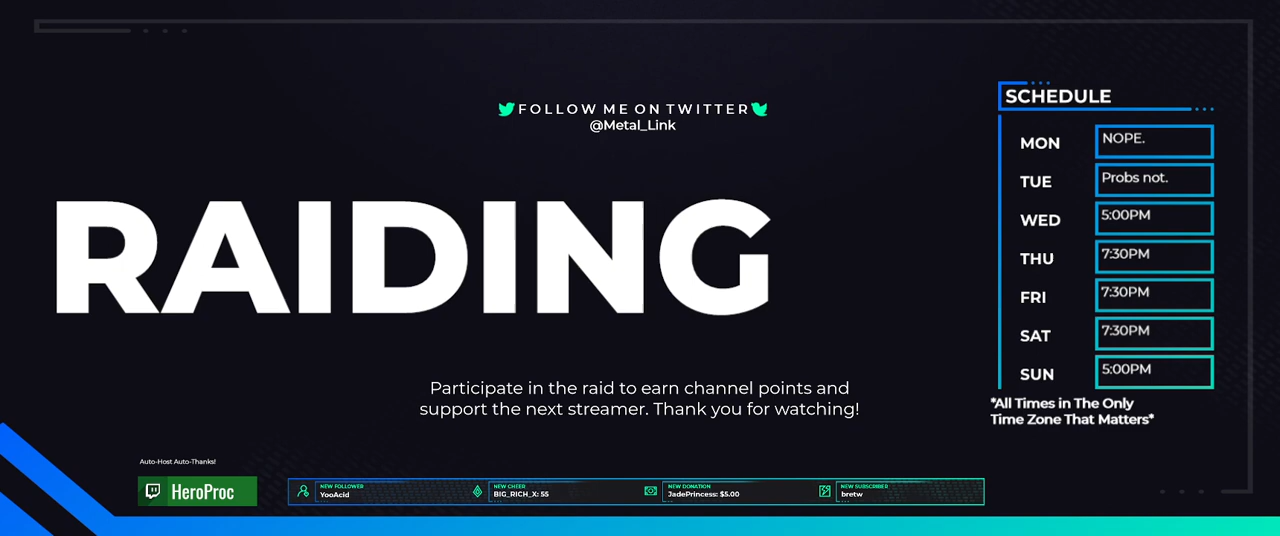 FOLLOW ME ON TWITTER
@Metal_Link
RAIDING
Participate in the raid to earn channel points and
support the next streamer. Thank you for watching!
SCHEDULE
MON NOPE.
TUE Probs not.
WED 5:00PM
THU 7:30PM
FRI 7:30PM
SAT 7:30PM
SUN 5:00PM
*All Times in The Only
Time Zone That Matters*
Auto-Host Auto-Thanks!
HeroProc
NEW FOLLOWER
YooAcid
NEW CHEER
BIG_RICH_X: 55
NEW DONATION
JadePrincess: $5.00
NEW SUBSCRIBER
bretw